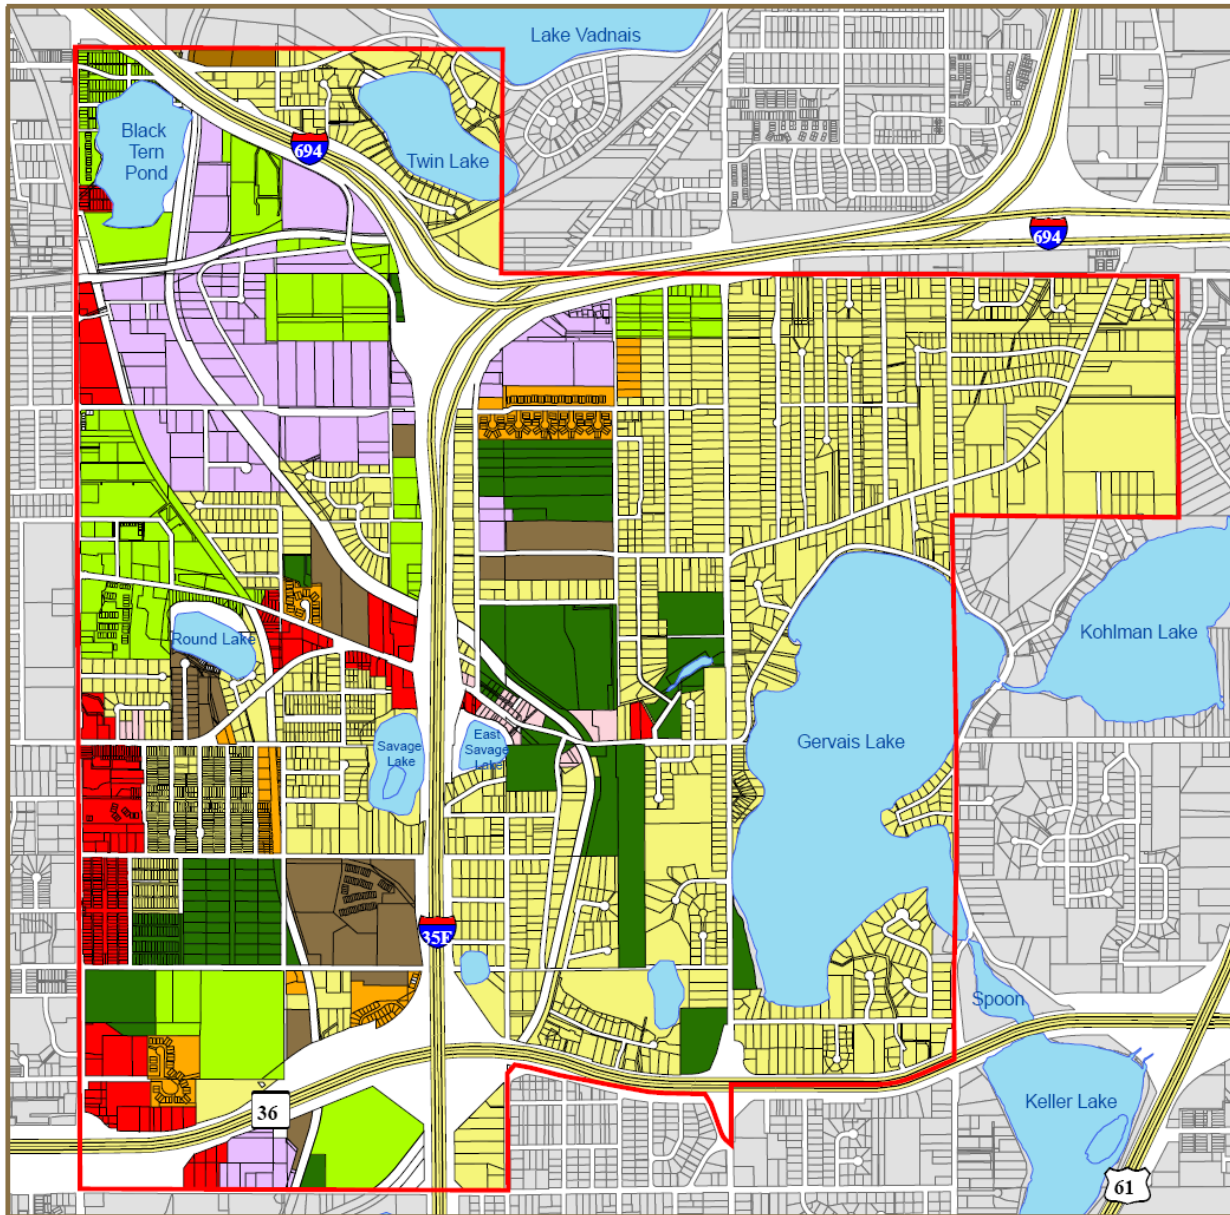 Lake Vadnais
Black
Tern
Pond
694
Twin Lake
694
Round Lake
Kohlman Lake
Savage
Lake
East
Savage
Lake
Gervais Lake
35E
Spoon
36
Keller Lake
61